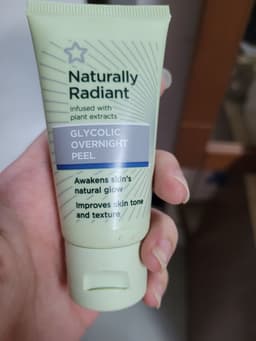 Naturally
Radiant
Infused with
plant extracts
GLYCOLIC
OVERNIGHT
PEEL
Awakens skin's
natural glow
Improves skin tone
and texture